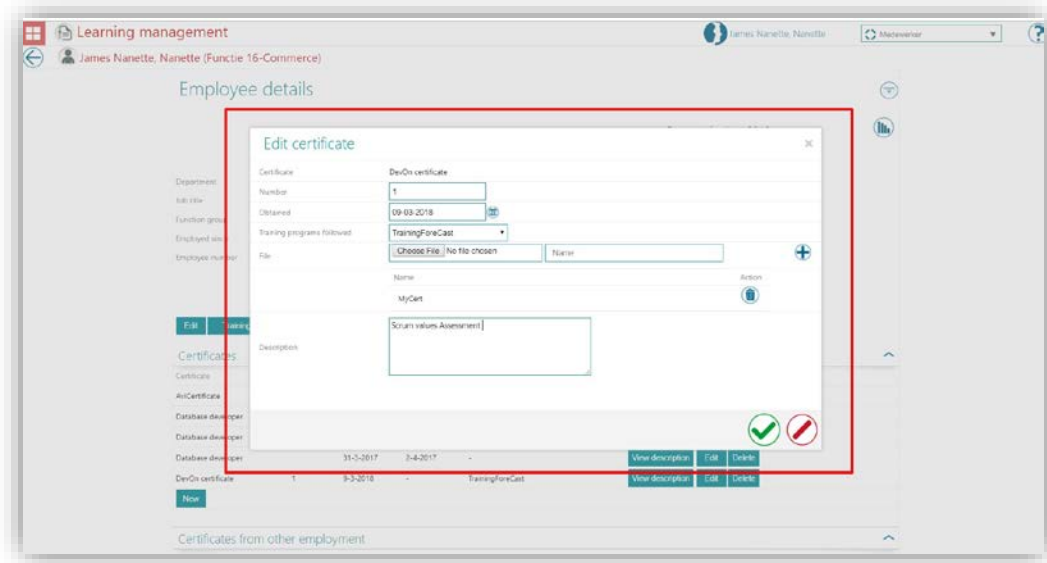 Learning management
James Nanette, Nanette
Medewerker
?
James Nanette, Nanette (Functie 16-Commerce)
Employee details
Edit certificate
×
Certificate DevOn certificate
Department
Number 1
Job title
Obtained 09-03-2018
Function group
Training programs followed TrainingForeCast
Employed since
File Choose File No file chosen Name
Employee number
Name Action
MyCert
Edit Training
Scrum values Assessment
Description
Certificates
Certificate
AviCertificate
Database developer
Database developer
Database developer 31-3-2017 2-4-2017 - View description Edit Delete
DevOn certificate 1 9-3-2018 - TrainingForeCast View description Edit Delete
New
Certificates from other employment